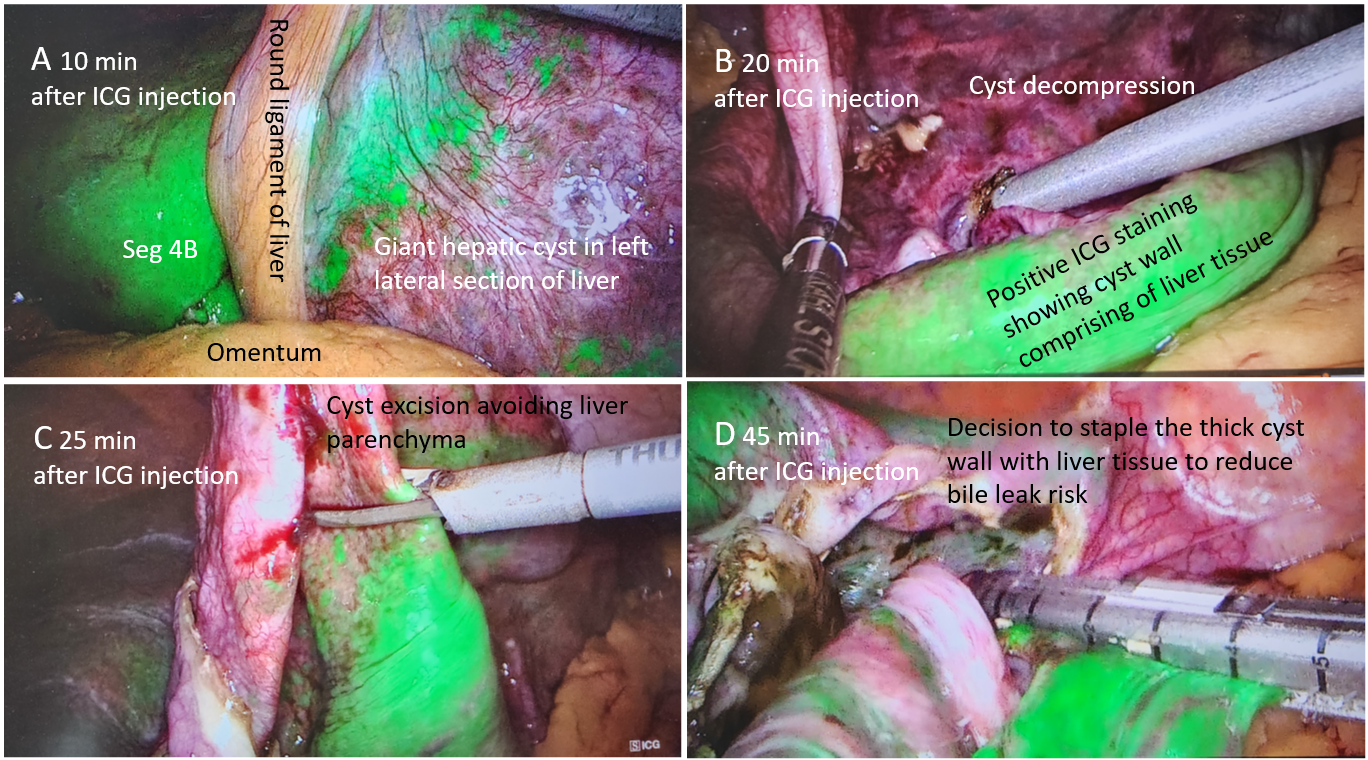 A 10 min
after ICG injection
Round ligament of liver
Seg 4B
Giant hepatic cyst in left
lateral section of liver
Omentum
B 20 min
after ICG injection
Cyst decompression
Positive ICG staining
showing cyst wall
comprising of liver tissue
C 25 min
after ICG injection
Cyst excision avoiding liver
parenchyma
THU
S ICG
D 45 min
after ICG injection
Decision to staple the thick cyst
wall with liver tissue to reduce
bile leak risk
5